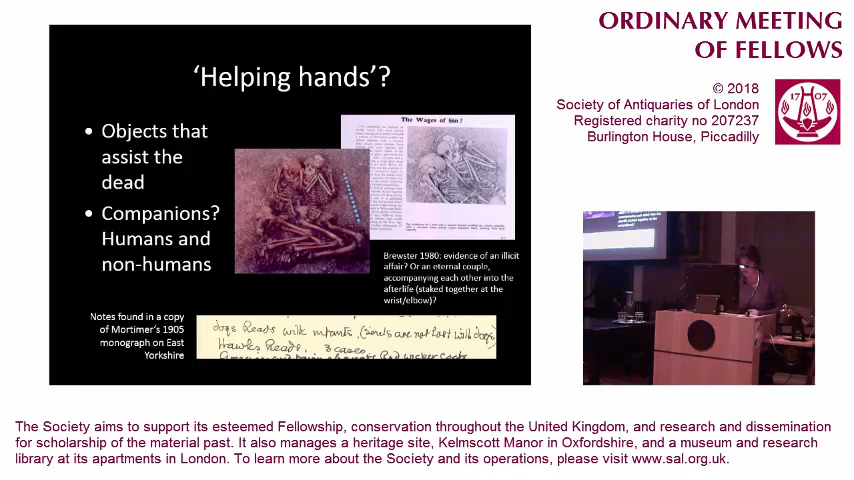 ORDINARY MEETING
OF FELLOWS
© 2018
Society of Antiquaries of London
Registered charity no 207237
Burlington House, Piccadilly
1707
'Helping hands'?
• Objects that
assist the
dead
• Companions?
Humans and
non-humans
The Wages of Sin?
Brewster 1980: evidence of an illicit
affair? Or an eternal couple,
accompanying each other into the
afterlife (staked together at the
wrist/elbow)?
Notes found in a copy
of Mortimer's 1905
monograph on East
Yorkshire
dogs Heads with infants, (souls are not lost with dogs)
Hawks Heads, 3 cases
The Society aims to support its esteemed Fellowship, conservation throughout the United Kingdom, and research and dissemination
for scholarship of the material past. It also manages a heritage site, Kelmscott Manor in Oxfordshire, and a museum and research
library at its apartments in London. To learn more about the Society and its operations, please visit www.sal.org.uk.